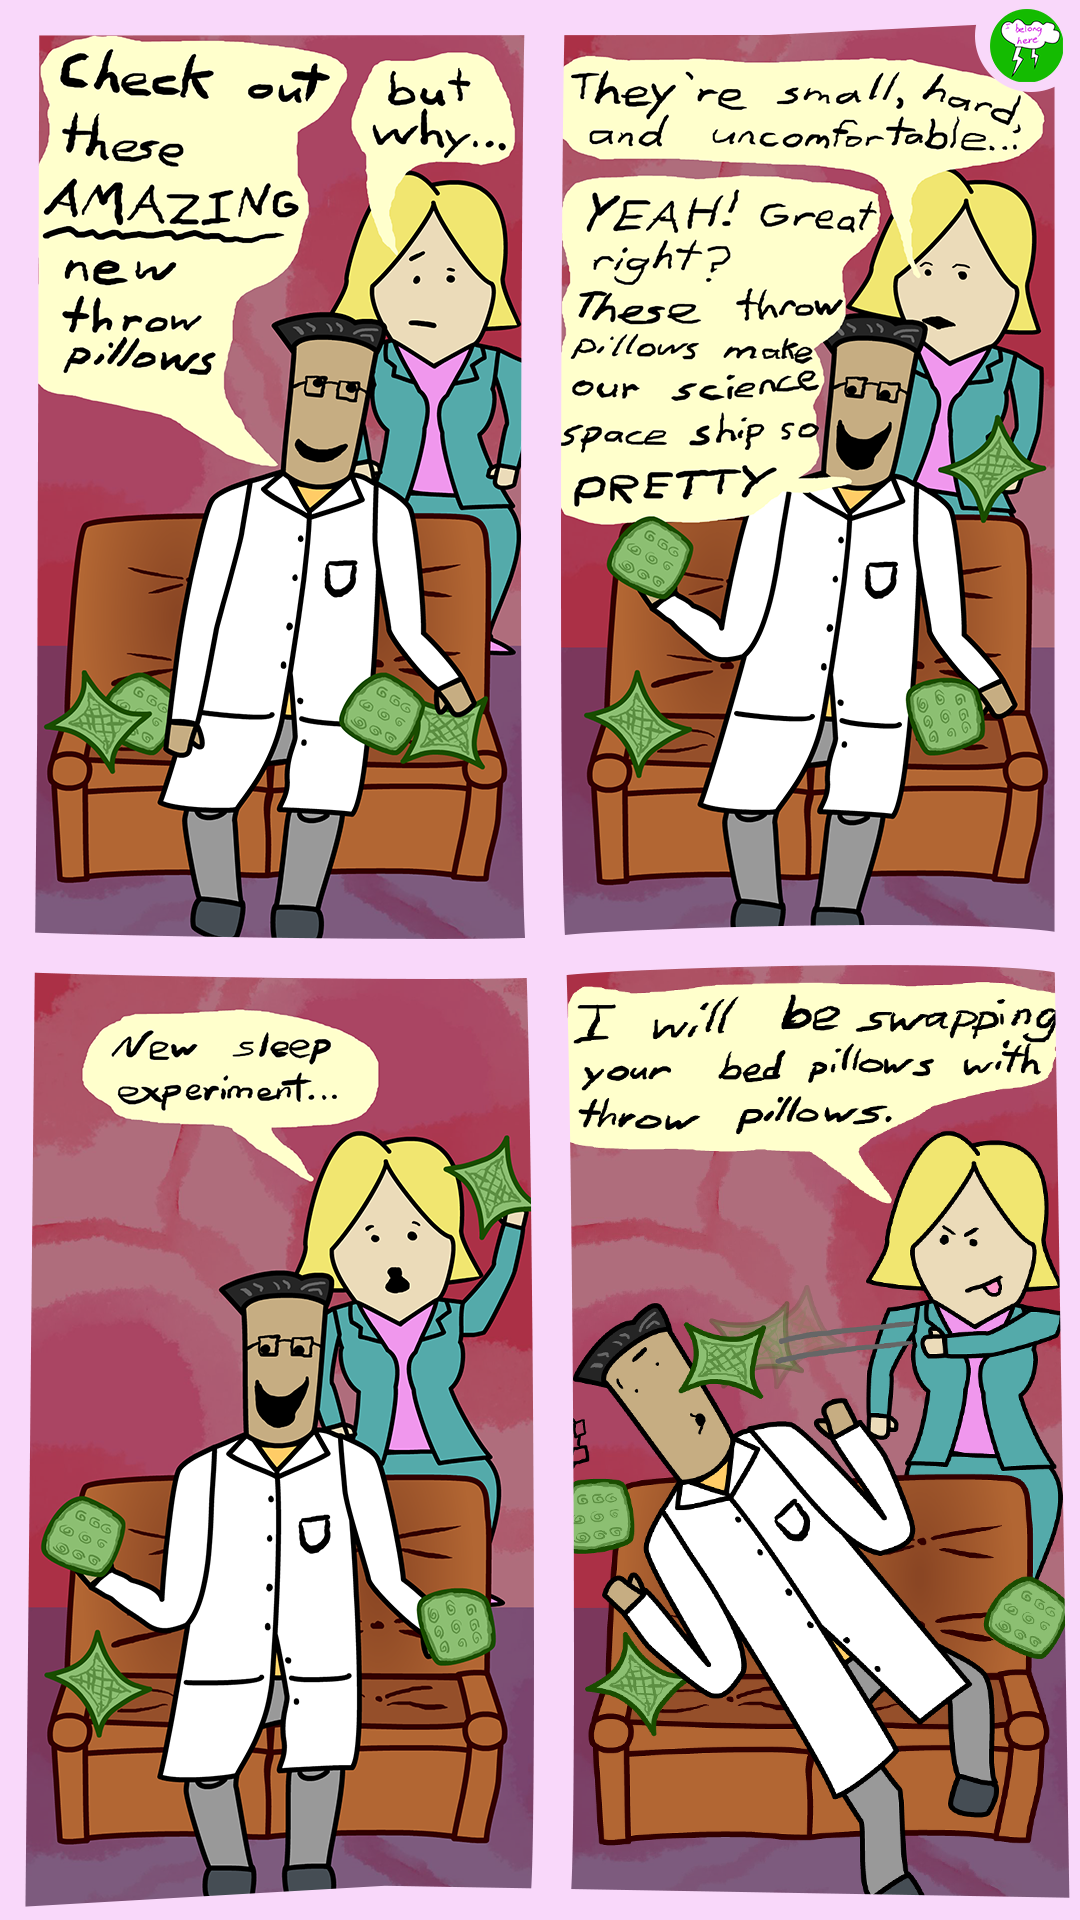 Check out
these
AMAZING
new
throw
pillows
but
why...
I belong
here
They're small, hard,
and uncomfortable...
YEAH! Great
right?
These throw
pillows make
our science
space ship so
PRETTY
New sleep
experiment...
I will be swapping
your bed pillows with
throw pillows.